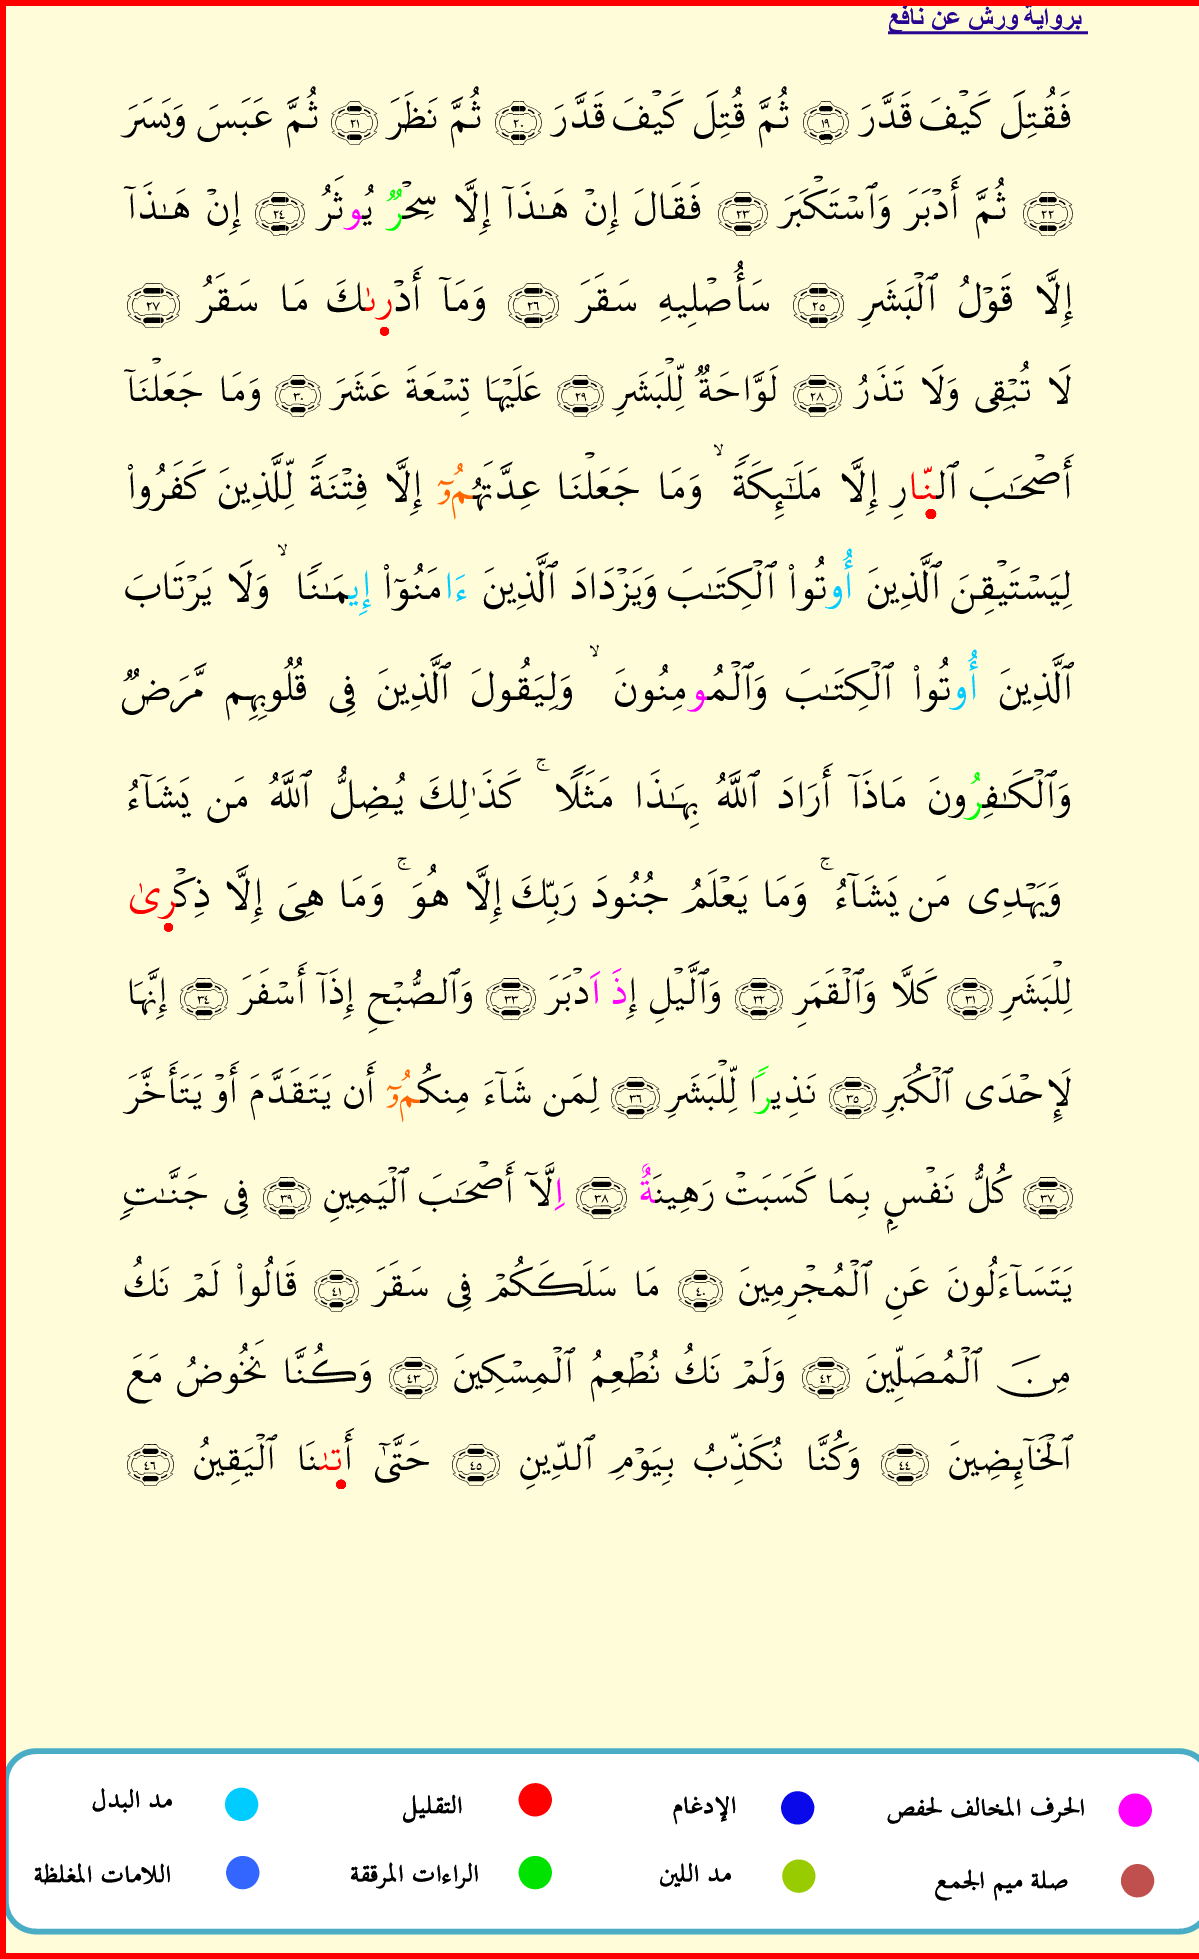 برواية ورش عن نافع
فَقُتِلَ كَيْفَ قَدَّرَ ١٩ ثُمَّ قُتِلَ كَيْفَ قَدَّرَ ٢٠ ثُمَّ نَظَرَ ٢١ ثُمَّ عَبَسَ وَبَسَرَ
٢٢ ثُمَّ أَدْبَرَ وَٱسْتَكْبَرَ ٢٣ فَقَالَ إِنْ هَـٰذَآ إِلَّا سِحْرٌ يُوثَرُ ٢٤ إِنْ هَـٰذَآ
إِلَّا قَوْلُ ٱلْبَشَرِ ٢٥ سَأُصْلِيهِ سَقَرَ ٢٦ وَمَآ أَدْرِىٰكَ مَا سَقَرُ ٢٧
لَا تُبْقِى وَلَا تَذَرُ ٢٨ لَوَّاحَةٌ لِّلْبَشَرِ ٢٩ عَلَيْهَا تِسْعَةَ عَشَرَ ٣٠ وَمَا جَعَلْنَآ
أَصْحَـٰبَ ٱلنّارِ إِلَّا مَلَـٰٓئِكَةً ۙ وَمَا جَعَلْنَا عِدَّتَهُمُوٓ إِلَّا فِتْنَةً لِّلَّذِينَ كَفَرُوا۟
لِيَسْتَيْقِنَ ٱلَّذِينَ أُوتُوا۟ ٱلْكِتَـٰبَ وَيَزْدَادَ ٱلَّذِينَ ءَامَنُوٓا۟ إِيمَـٰنًا ۙ وَلَا يَرْتَابَ
ٱلَّذِينَ أُوتُوا۟ ٱلْكِتَـٰبَ وَٱلْمُومِنُونَ ۙ وَلِيَقُولَ ٱلَّذِينَ فِى قُلُوبِهِم مَّرَضٌ
وَٱلْكَـٰفِرُونَ مَاذَآ أَرَادَ ٱللَّهُ بِهَـٰذَا مَثَلًا ۚ كَذَٰلِكَ يُضِلُّ ٱللَّهُ مَن يَشَآءُ
وَيَهْدِى مَن يَشَآءُ ۚ وَمَا يَعْلَمُ جُنُودَ رَبِّكَ إِلَّا هُوَ ۚ وَمَا هِىَ إِلَّا ذِكْرِىٰ
لِلْبَشَرِ ٣١ كَلَّا وَٱلْقَمَرِ ٣٢ وَٱلَّيْلِ إِذَ اَدْبَرَ ٣٣ وَٱلصُّبْحِ إِذَآ أَسْفَرَ ٣٤ إِنَّهَا
لَإِحْدَى ٱلْكُبَرِ ٣٥ نَذِيرًا لِّلْبَشَرِ ٣٦ لِمَن شَآءَ مِنكُمُوٓ أَن يَتَقَدَّمَ أَوْ يَتَأَخَّرَ
٣٧ كُلُّ نَفْسٍۭ بِمَا كَسَبَتْ رَهِينَةٌ ٣٨ اِلَّآ أَصْحَـٰبَ ٱلْيَمِينِ ٣٩ فِى جَنَّـٰتٍ
يَتَسَآءَلُونَ عَنِ ٱلْمُجْرِمِينَ ٤٠ مَا سَلَكَكُمْ فِى سَقَرَ ٤١ قَالُوا۟ لَمْ نَكُ
مِنَ ٱلْمُصَلِّينَ ٤٢ وَلَمْ نَكُ نُطْعِمُ ٱلْمِسْكِينَ ٤٣ وَكُنَّا نَخُوضُ مَعَ
ٱلْخَآئِضِينَ ٤٤ وَكُنَّا نُكَذِّبُ بِيَوْمِ ٱلدِّينِ ٤٥ حَتَّىٰٓ أَتىٰنَا ٱلْيَقِينُ ٤٦
الحرف المخالف لحفص الإدغام التقليل مد البدل
صلة ميم الجمع مد اللين الراءات المرققة اللامات المغلظة